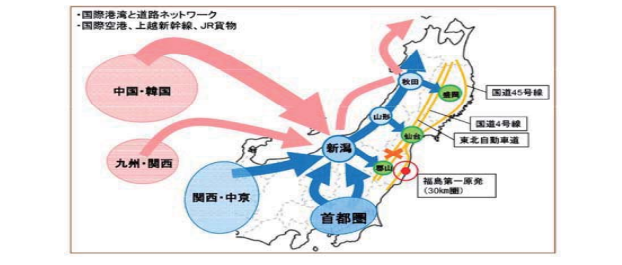 ・国際港湾と道路ネットワーク
・国際空港、上越新幹線、JR貨物
中国・韓国
秋田
盛岡
国道45号線
山形
国道4号線
仙台
東北自動車道
新潟
九州・関西
郡山
福島第一原発
(30km圏)
関西・中京
首都圏